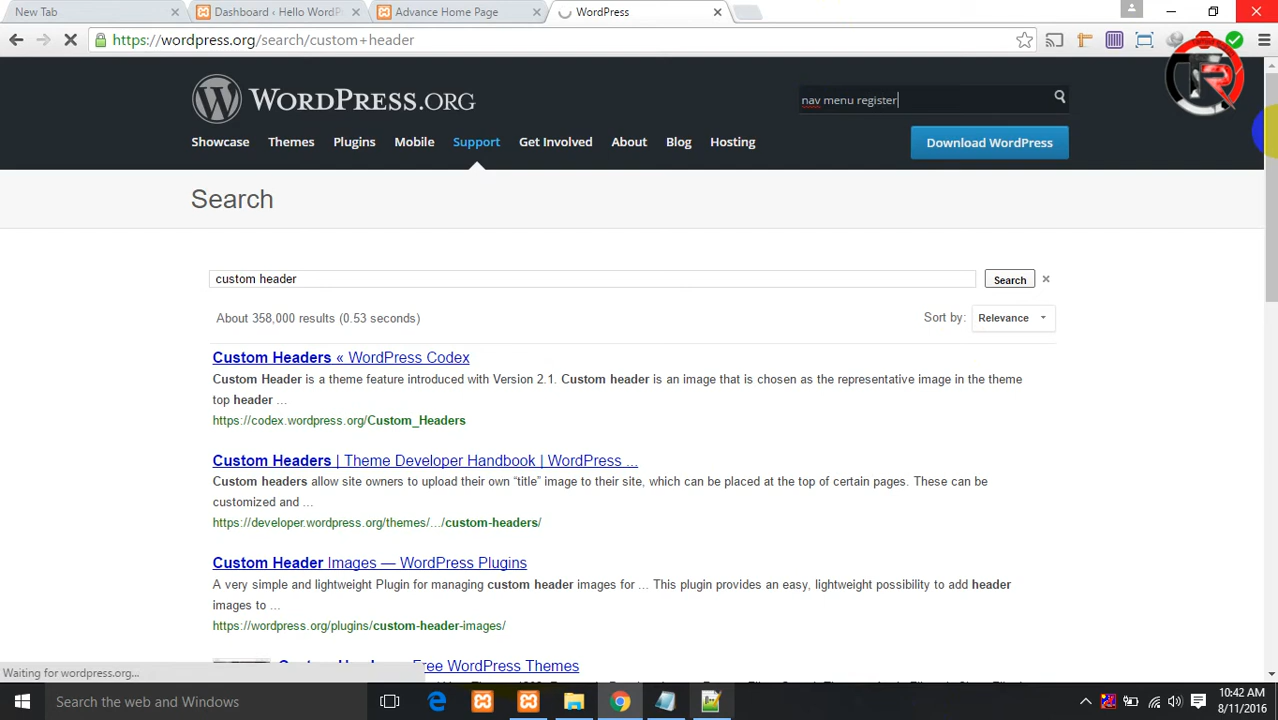 New Tab
Dashboard ‹ Hello WordP
Advance Home Page
WordPress
https://wordpress.org/search/custom+header
WORDPRESS.ORG
nav menu register
Showcase Themes Plugins Mobile Support Get Involved About Blog Hosting
Download WordPress
Search
custom header
Search
About 358,000 results (0.53 seconds)
Sort by: Relevance
Custom Headers « WordPress Codex
Custom Header is a theme feature introduced with Version 2.1. Custom header is an image that is chosen as the representative image in the theme
top header ...
https://codex.wordpress.org/Custom_Headers
Custom Headers | Theme Developer Handbook | WordPress ...
Custom headers allow site owners to upload their own “title” image to their site, which can be placed at the top of certain pages. These can be
customized and ...
https://developer.wordpress.org/themes/.../custom-headers/
Custom Header Images — WordPress Plugins
A very simple and lightweight Plugin for managing custom header images for ... This plugin provides an easy, lightweight possibility to add header
images to ...
https://wordpress.org/plugins/custom-header-images/
Free WordPress Themes
Waiting for wordpress.org...
Search the web and Windows
10:42 AM
8/11/2016